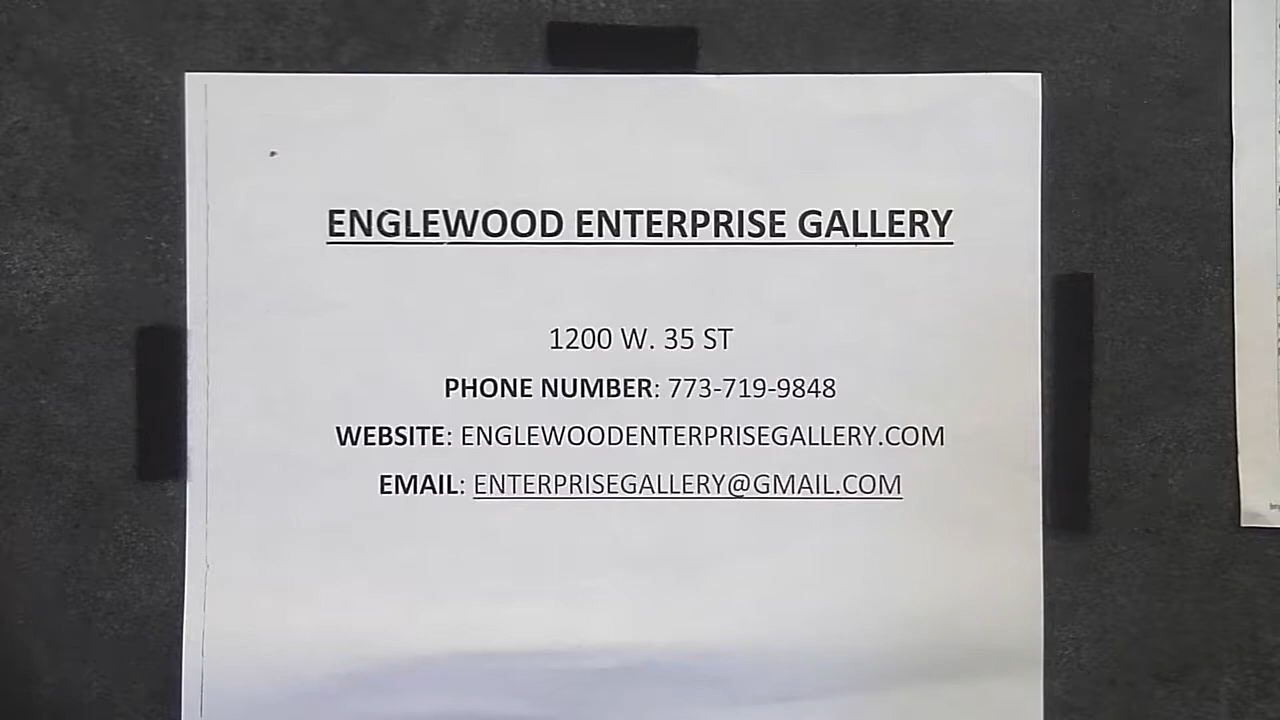 ENGLEWOOD ENTERPRISE GALLERY
1200 W. 35 ST
PHONE NUMBER: 773-719-9848
WEBSITE: ENGLEWOODENTERPRISEGALLERY.COM
EMAIL: ENTERPRISEGALLERY@GMAIL.COM